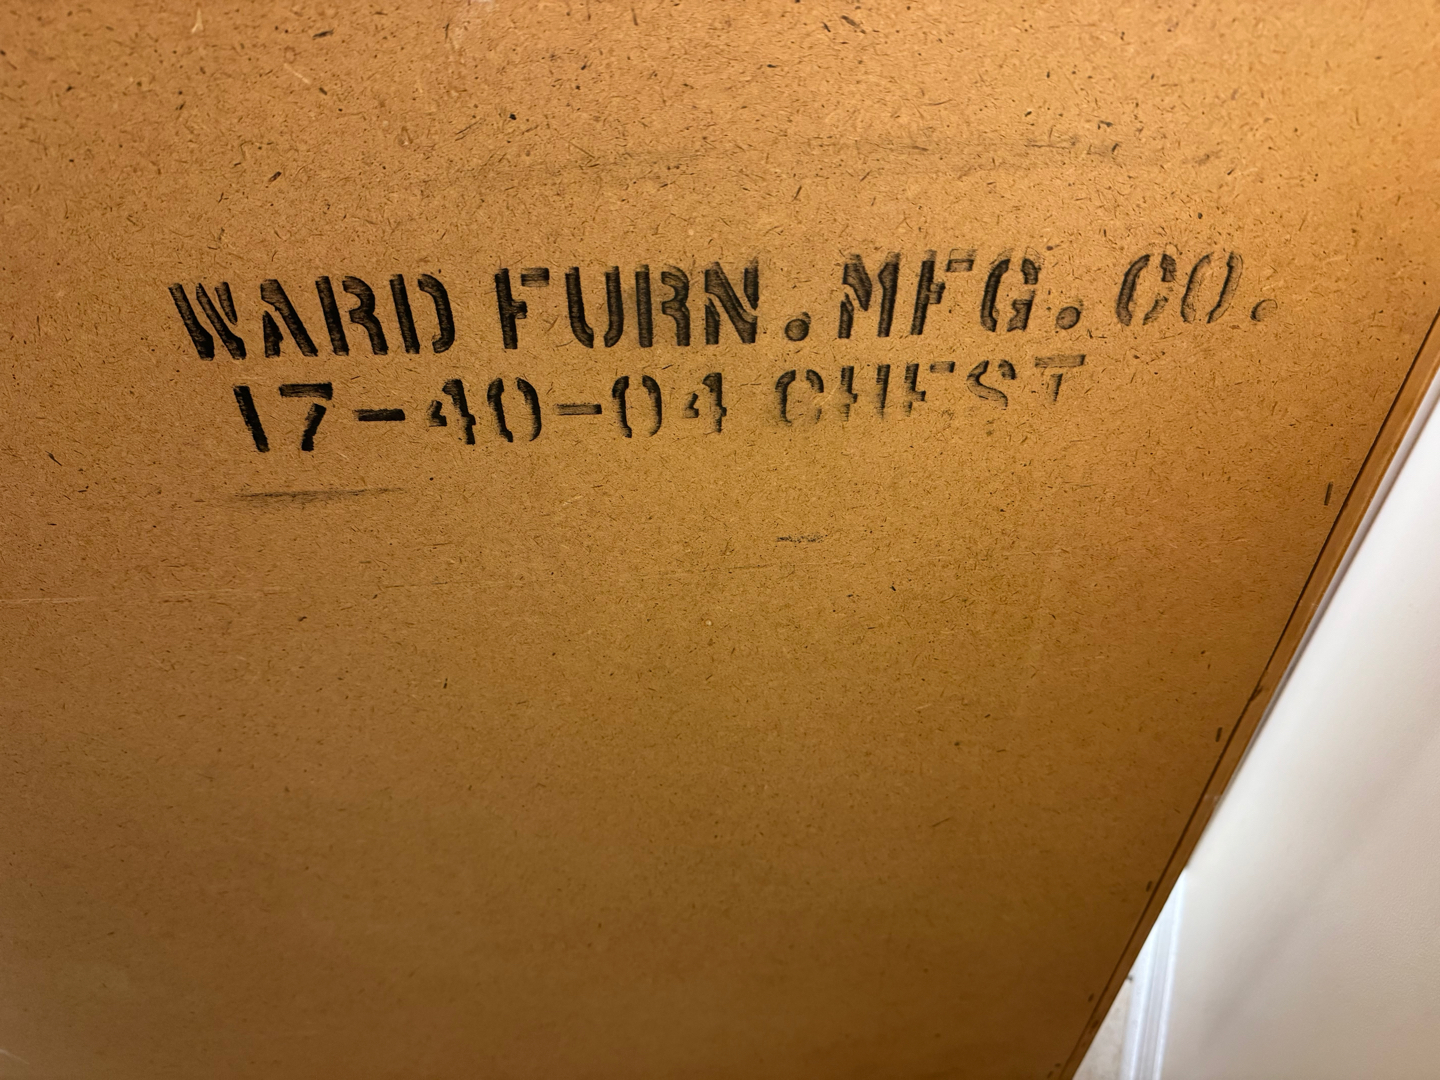 WARD FURN. MFG. CO.
17-40-04 CHEST